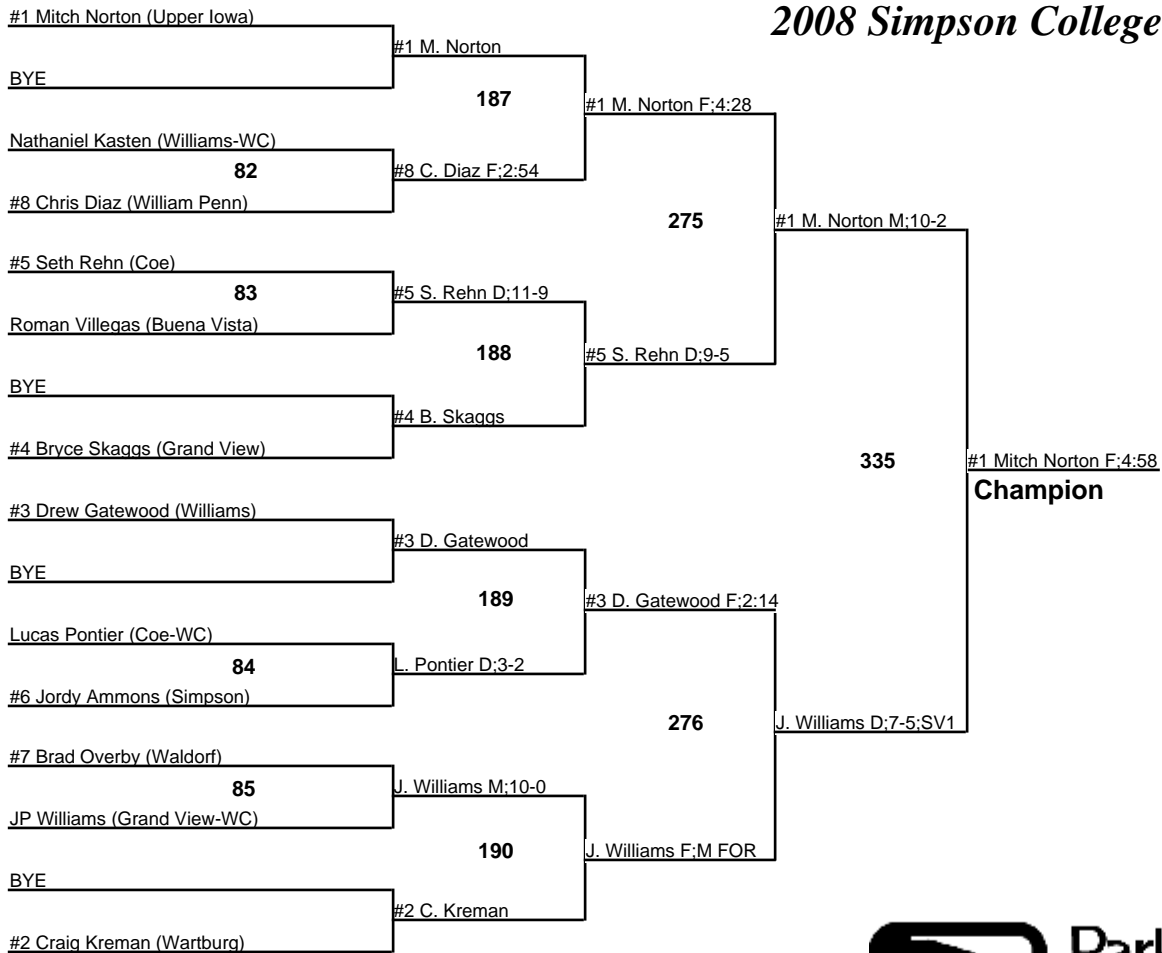 2008 Simpson College
#1 Mitch Norton (Upper Iowa)
#1 M. Norton
BYE
187
#1 M. Norton F;4:28
Nathaniel Kasten (Williams-WC)
82
#8 C. Diaz F;2:54
#8 Chris Diaz (William Penn)
275
#1 M. Norton M;10-2
#5 Seth Rehn (Coe)
83
#5 S. Rehn D;11-9
Roman Villegas (Buena Vista)
188
#5 S. Rehn D;9-5
BYE
#4 B. Skaggs
#4 Bryce Skaggs (Grand View)
335
#1 Mitch Norton F;4:58
Champion
#3 Drew Gatewood (Williams)
#3 D. Gatewood
BYE
189
#3 D. Gatewood F;2:14
Lucas Pontier (Coe-WC)
84
L. Pontier D;3-2
#6 Jordy Ammons (Simpson)
276
J. Williams D;7-5;SV1
#7 Brad Overby (Waldorf)
85
J. Williams M;10-0
JP Williams (Grand View-WC)
190
J. Williams F;M FOR
BYE
#2 C. Kreman
#2 Craig Kreman (Wartburg)